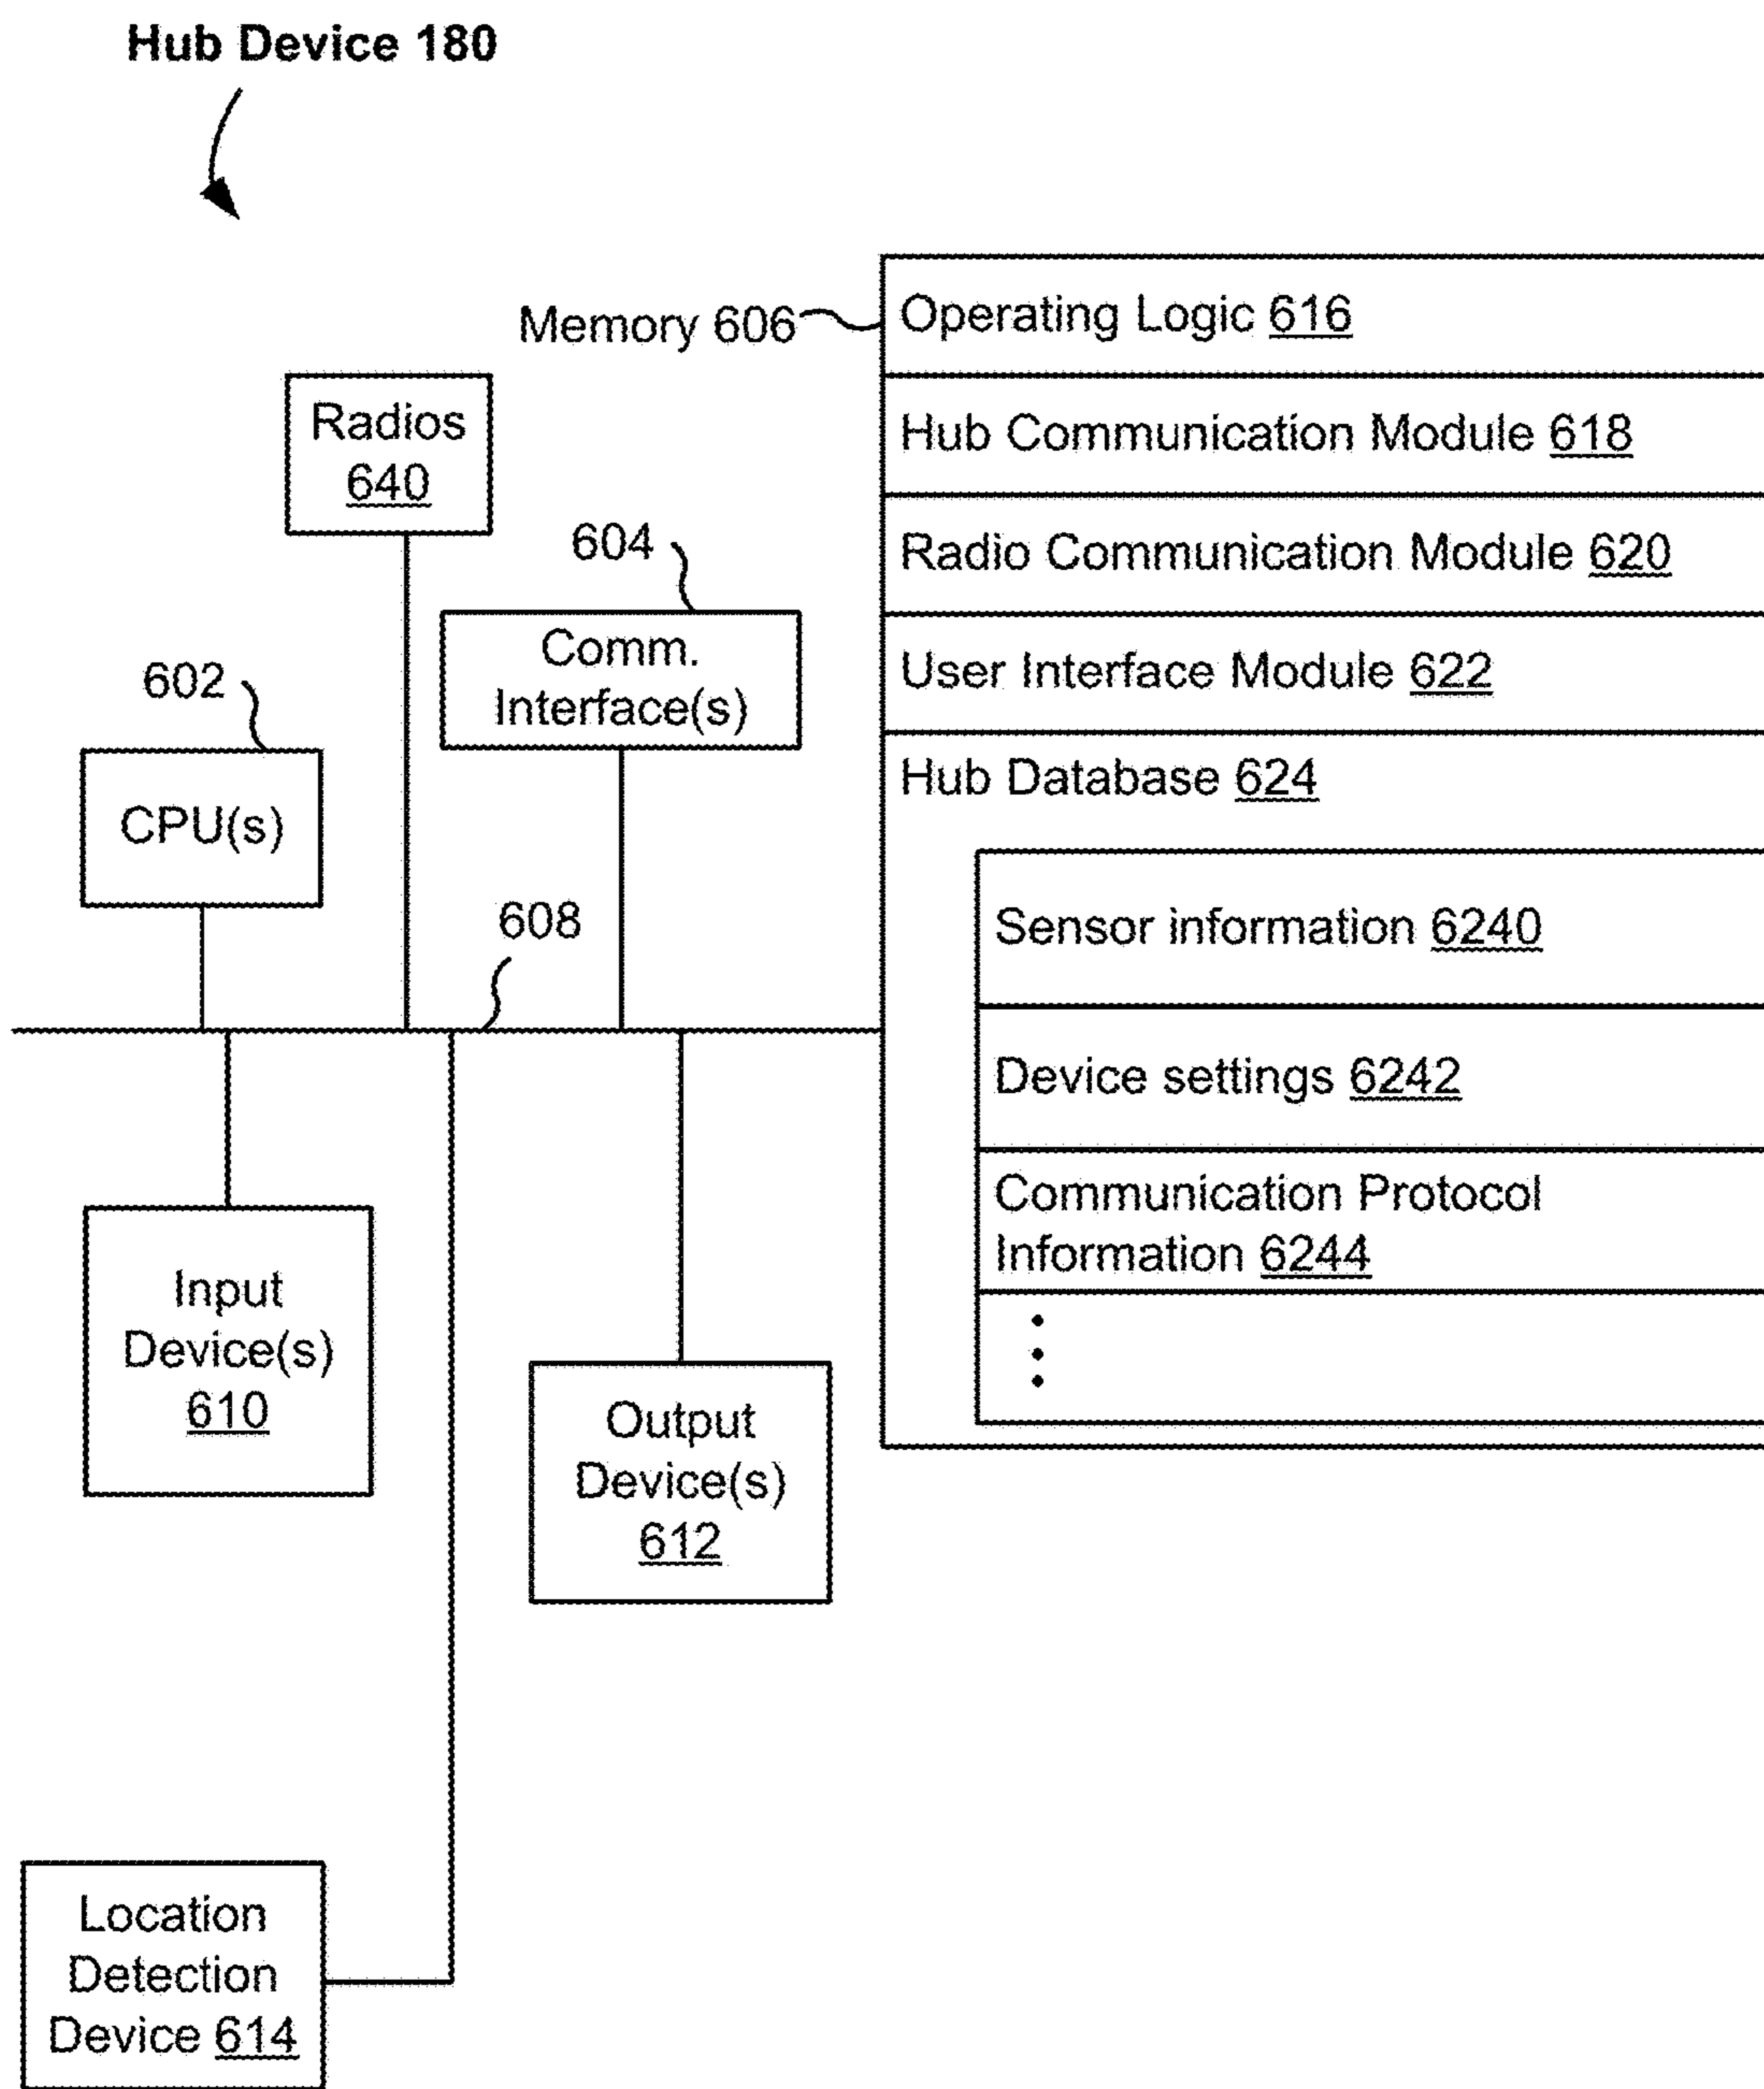 Hub Device 180
Memory 606
Operating Logic 616
Hub Communication Module 618
Radio Communication Module 620
User Interface Module 622
Hub Database 624
Sensor information 6240
Device settings 6242
Communication Protocol
Information 6244
Radios
640
604
Comm.
Interface(s)
602
CPU(s)
608
Input
Device(s)
610
Output
Device(s)
612
Location
Detection
Device 614